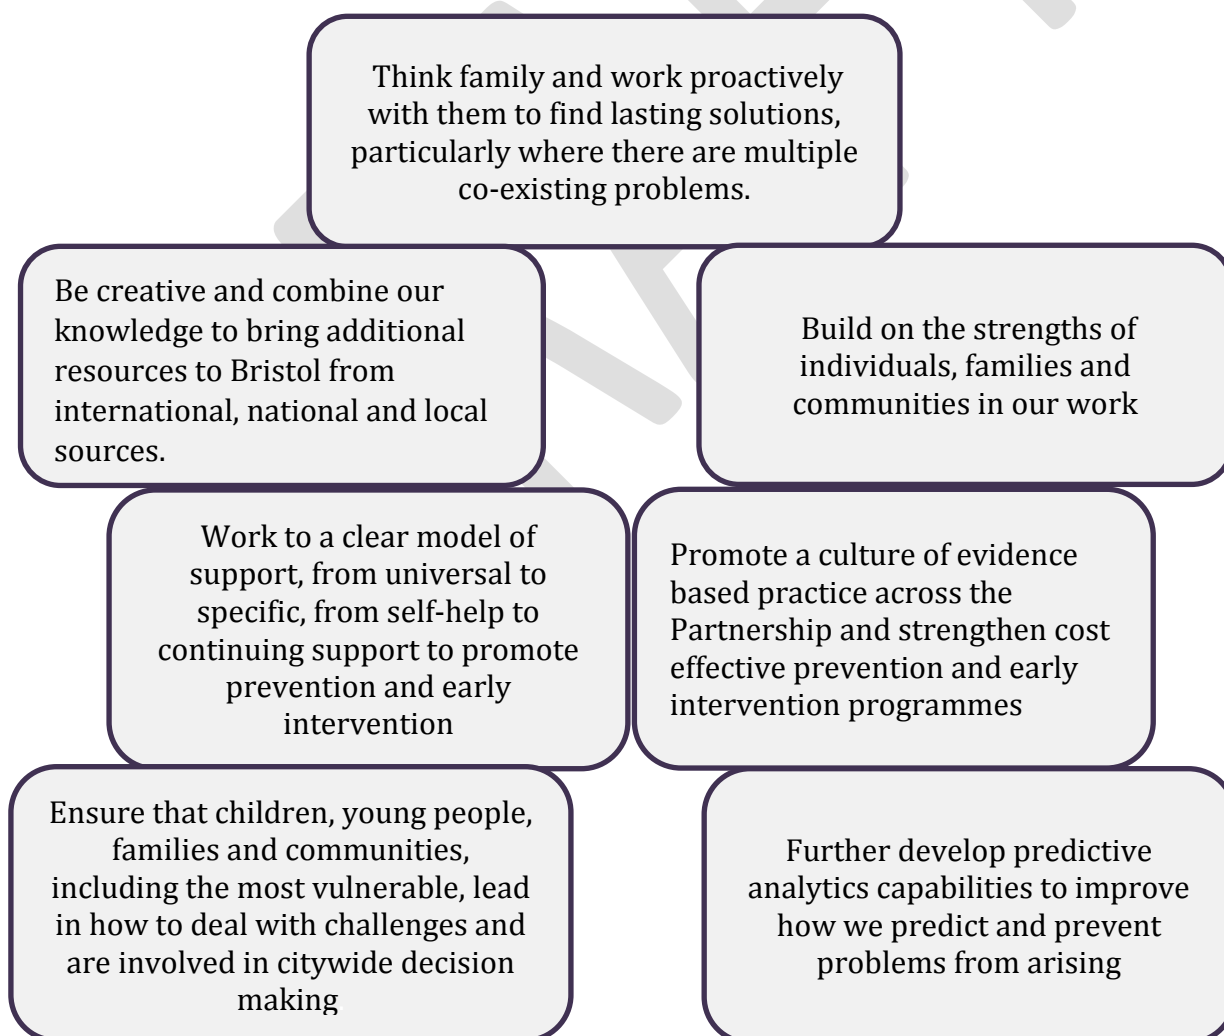 Think family and work proactively
with them to find lasting solutions,
particularly where there are multiple
co-existing problems.
Be creative and combine our
knowledge to bring additional
resources to Bristol from
international, national and local
sources.
Build on the strengths of
individuals, families and
communities in our work
Work to a clear model of
support, from universal to
specific, from self-help to
continuing support to promote
prevention and early
intervention
Promote a culture of evidence
based practice across the
Partnership and strengthen cost
effective prevention and early
intervention programmes
Ensure that children, young people,
families and communities,
including the most vulnerable, lead
in how to deal with challenges and
are involved in citywide decision
making
Further develop predictive
analytics capabilities to improve
how we predict and prevent
problems from arising